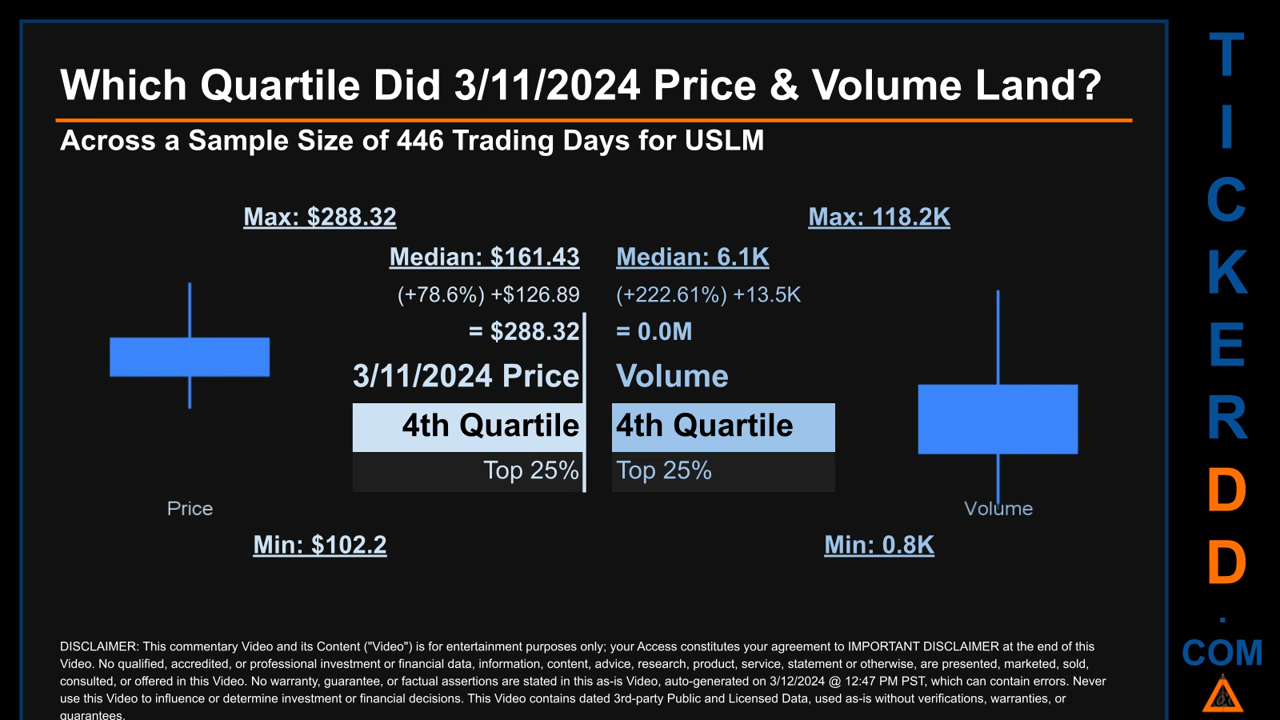 Which Quartile Did 3/11/2024 Price & Volume Land?
Across a Sample Size of 446 Trading Days for USLM
Max: $288.32
Max: 118.2K
Median: $161.43
Median: 6.1K
(+78.6%) +$126.89
(+222.61%) +13.5K
= $288.32
= 0.0M
3/11/2024 Price
Volume
4th Quartile
4th Quartile
Top 25%
Top 25%
Price
Volume
Min: $102.2
Min: 0.8K
DISCLAIMER: This commentary Video and its Content ("Video") is for entertainment purposes only; your Access constitutes your agreement to IMPORTANT DISCLAIMER at the end of this
Video. No qualified, accredited, or professional investment or financial data, information, content, advice, research, product, service, statement or otherwise, are presented, marketed, sold,
consulted, or offered in this Video. No warranty, guarantee, or factual assertions are stated in this as-is Video, auto-generated on 3/12/2024 @ 12:47 PM PST, which can contain errors. Never
use this Video to influence or determine investment or financial decisions. This Video contains dated 3rd-party Public and Licensed Data, used as-is without verifications, warranties, or
guarantees.
T
I
C
K
E
R
D
D
.
COM